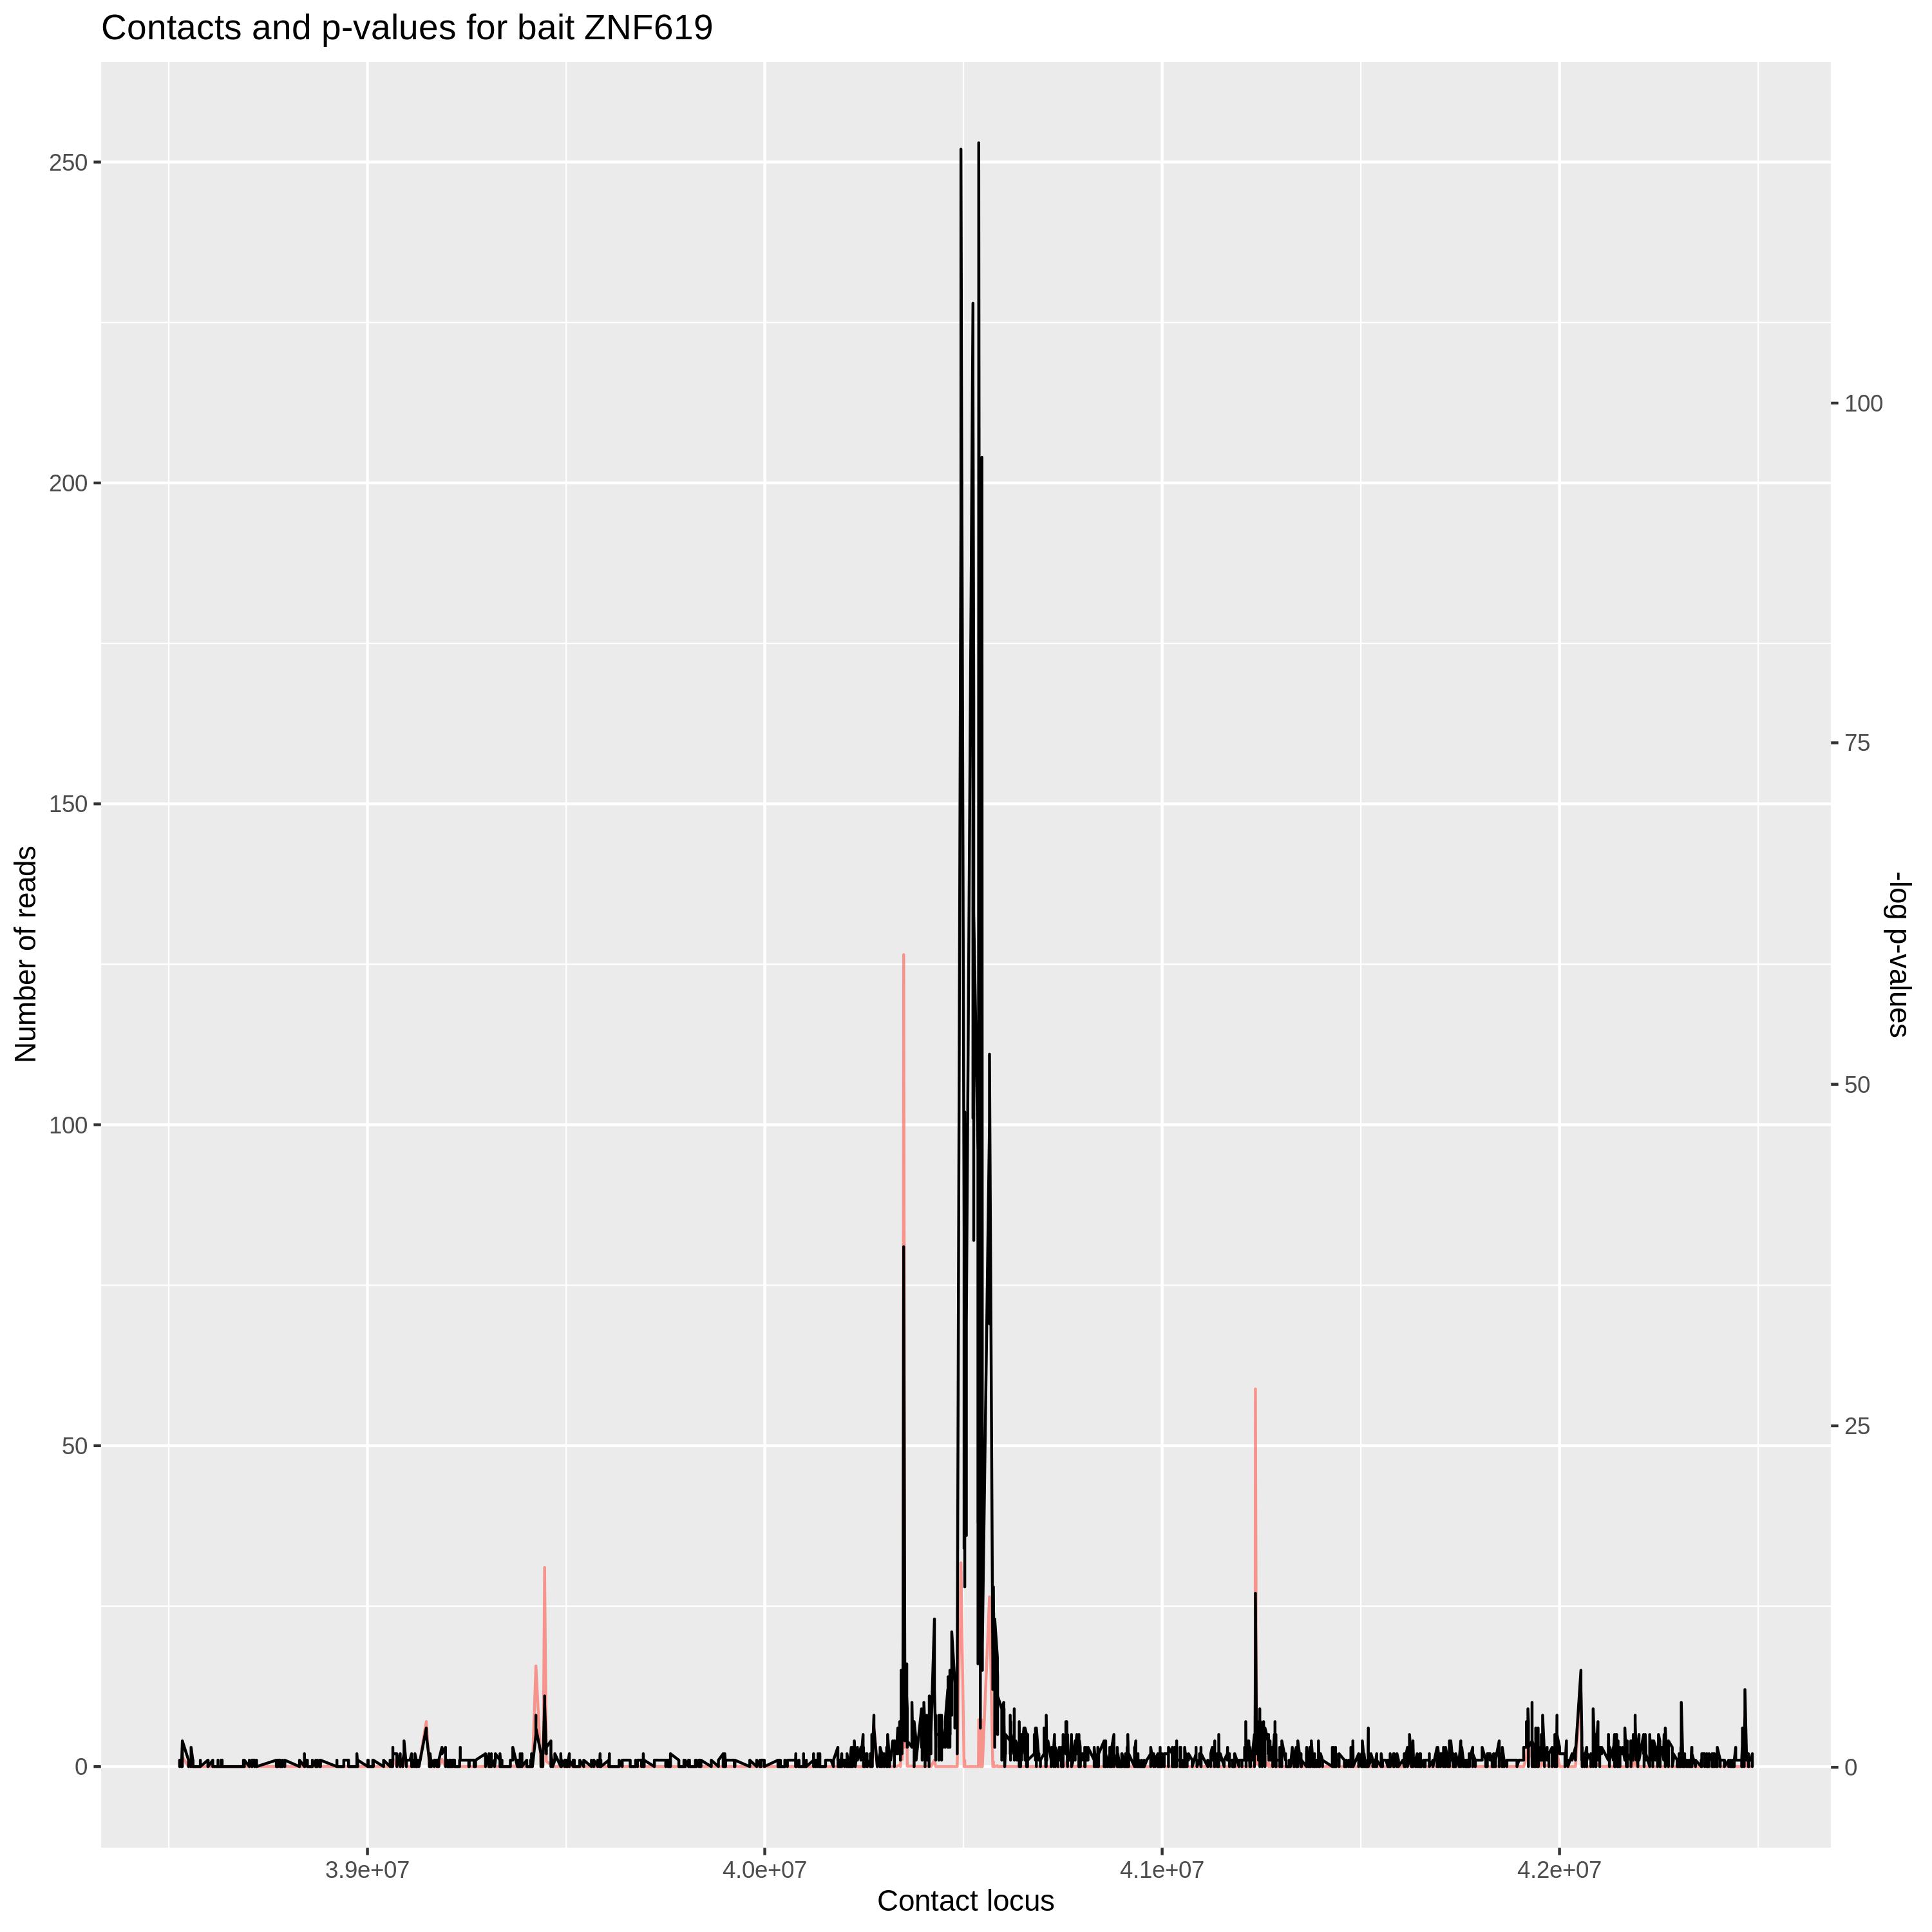 Contacts and p-values for bait ZNF619
Number of reads
250
200
150
100
50
0
100
75
50
25
0
-log p-values
3.9e+07 4.0e+07 4.1e+07 4.2e+07
Contact locus